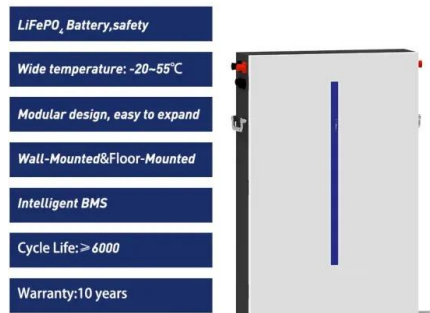 LiFePO₄ Battery,safety
Wide temperature: -20~55℃
Modular design, easy to expand
Wall-Mounted&Floor-Mounted
Intelligent BMS
Cycle Life:≥6000
Warranty:10 years